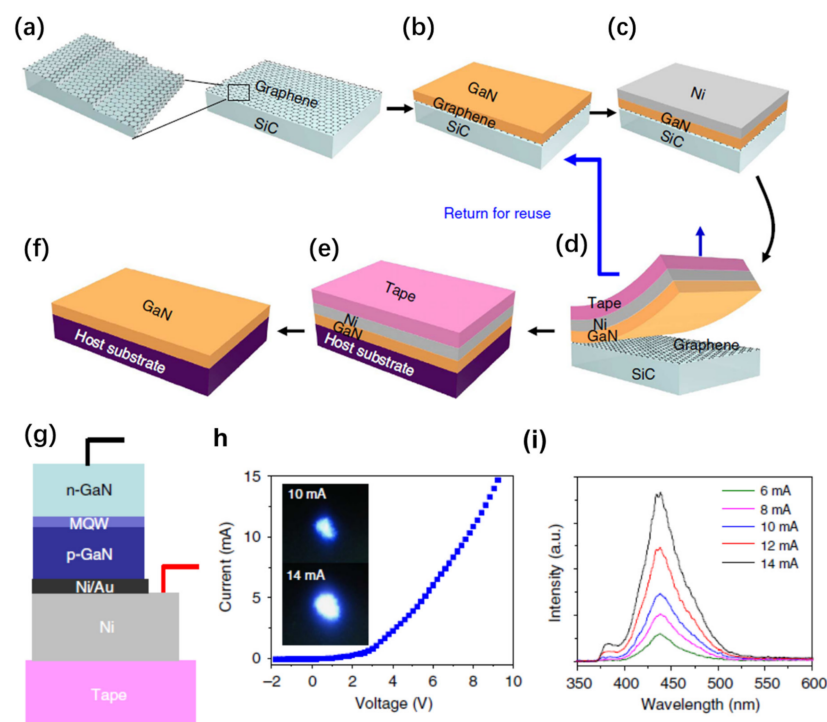 (a)
Graphene
SiC
(b)
GaN
Graphene
SiC
(c)
Ni
GaN
SiC
Return for reuse
(d)
Tape
Ni
GaN
Graphene
SiC
(e)
Tape
Ni
GaN
Host substrate
(f)
GaN
Host substrate
(g)
n-GaN
MQW
p-GaN
Ni/Au
Ni
Tape
h
15
10
5
0
Current (mA)
10 mA
14 mA
−2 0 2 4 6 8 10
Voltage (V)
(i)
Intensity (a.u.)
6 mA
8 mA
10 mA
12 mA
14 mA
350 400 450 500 550 600
Wavelength (nm)